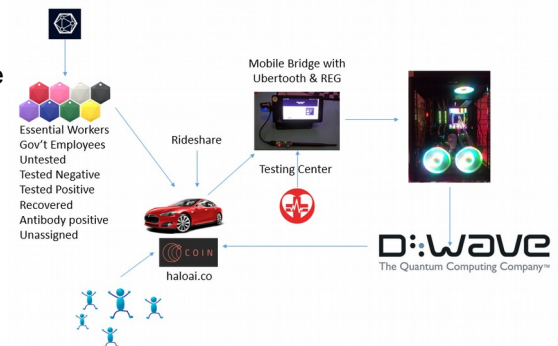 e
Mobile Bridge with
Ubertooth & REG
Essential Workers
Gov't Employees
Untested
Tested Negative
Tested Positive
Recovered
Antibody positive
Unassigned
Rideshare
Testing Center
COIN
haloai.co
D:wave
The Quantum Computing Company™